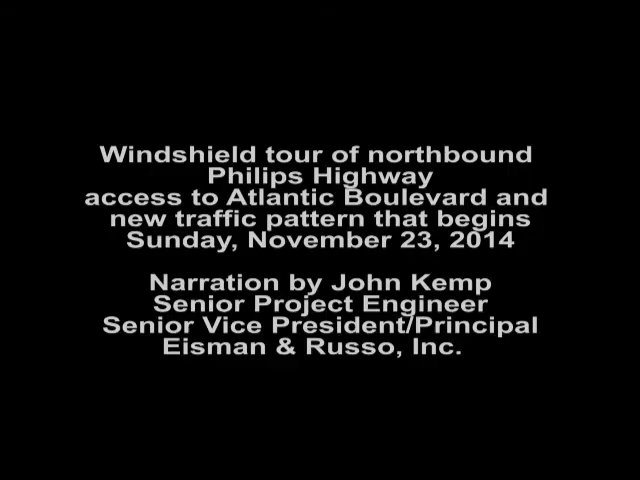 Windshield tour of northbound
Philips Highway
access to Atlantic Boulevard and
new traffic pattern that begins
Sunday, November 23, 2014
Narration by John Kemp
Senior Project Engineer
Senior Vice President/Principal
Eisman & Russo, Inc.